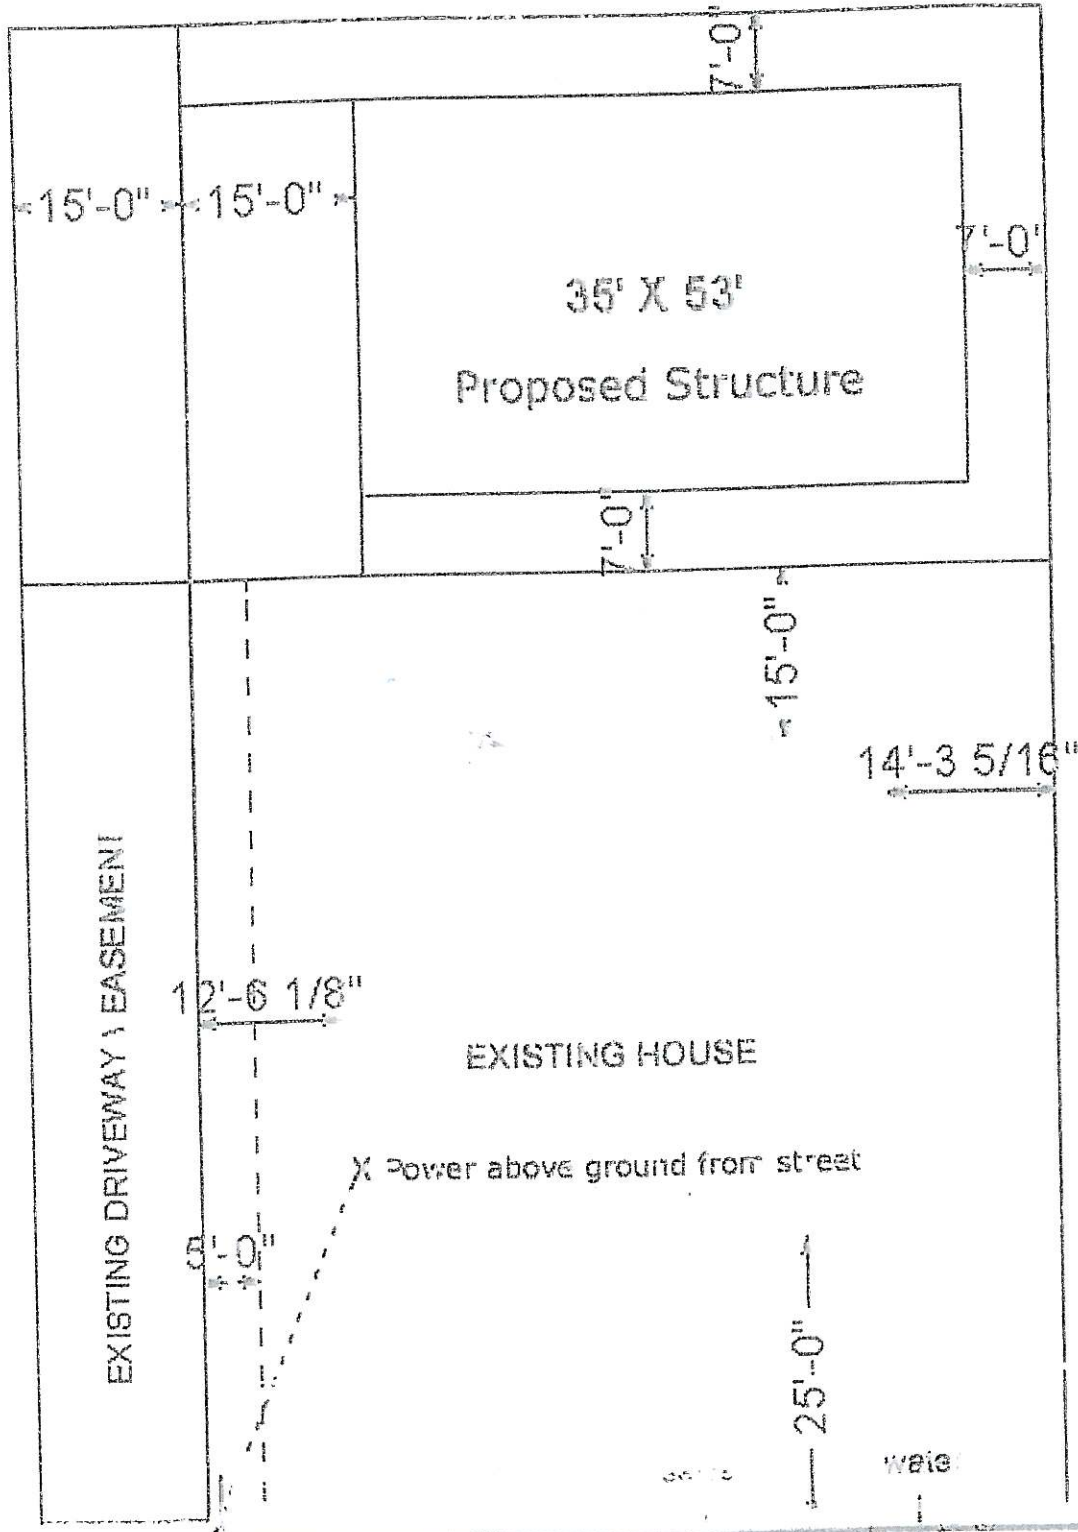 7'-0"
15'-0"
15'-0"
7'-0'
35' X 53'
Proposed Structure
7'-0"
15'-0"
14'-3 5/16"
EXISTING DRIVEWAY \ EASEMENT
12'-6 1/8"
EXISTING HOUSE
X Power above ground from street
5'-0"
25'-0"